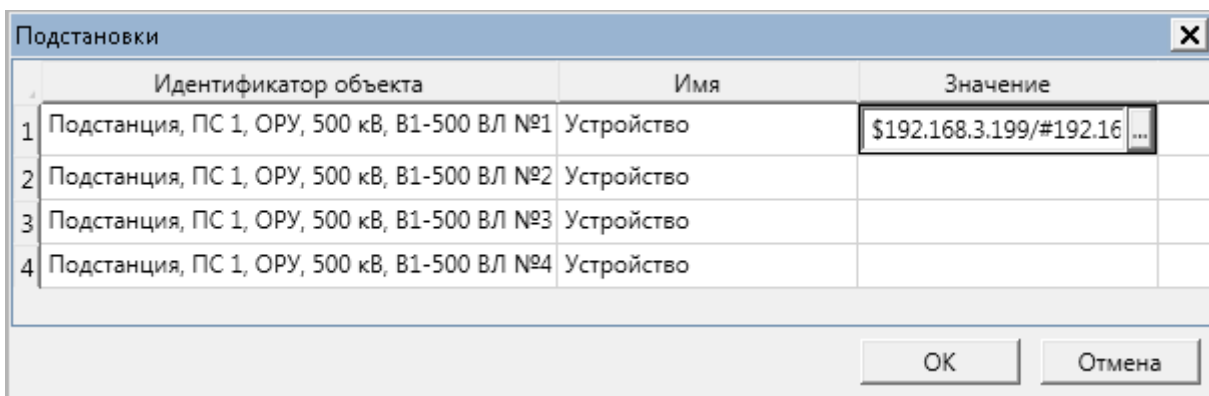 Подстановки
Идентификатор объекта Имя Значение
1 Подстанция, ПС 1, ОРУ, 500 кВ, В1-500 ВЛ №1 Устройство $192.168.3.199/#192.16 ...
2 Подстанция, ПС 1, ОРУ, 500 кВ, В1-500 ВЛ №2 Устройство
3 Подстанция, ПС 1, ОРУ, 500 кВ, В1-500 ВЛ №3 Устройство
4 Подстанция, ПС 1, ОРУ, 500 кВ, В1-500 ВЛ №4 Устройство
ОК Отмена